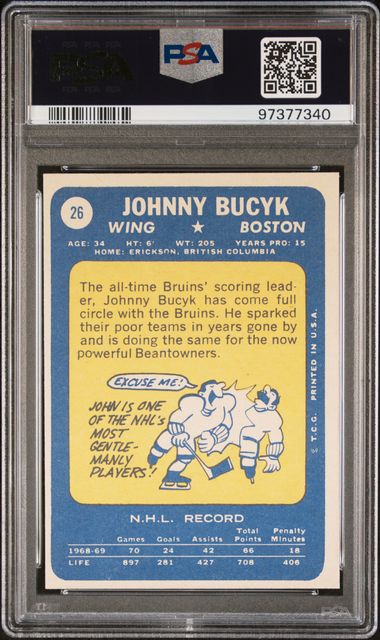 PSA
PSA
97377340
26
JOHNNY BUCYK
WING ★ BOSTON
AGE: 34 HT: 6' WT: 205 YEARS PRO: 15
HOME: ERICKSON, BRITISH COLUMBIA
The all-time Bruins' scoring lead-
er, Johnny Bucyk has come full
circle with the Bruins. He sparked
their poor teams in years gone by
and is doing the same for the now
powerful Beantowners.
EXCUSE ME!
JOHN IS ONE
OF THE NHL's
MOST
GENTLE-
MANLY
PLAYERS!
© T.C.G. PRINTED IN U.S.A.
N.H.L. RECORD
Games Goals Assists Total Points Penalty Minutes
1968-69 70 24 42 66 18
LIFE 897 281 427 708 406